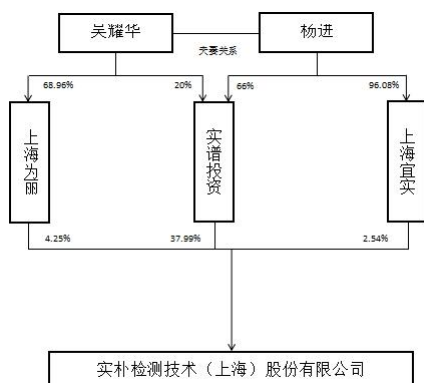 吴耀华
杨进
夫妻关系
68.96%
20%
66%
96.08%
上海为丽
实谱投资
上海宜实
4.25%
37.99%
2.54%
实朴检测技术（上海）股份有限公司